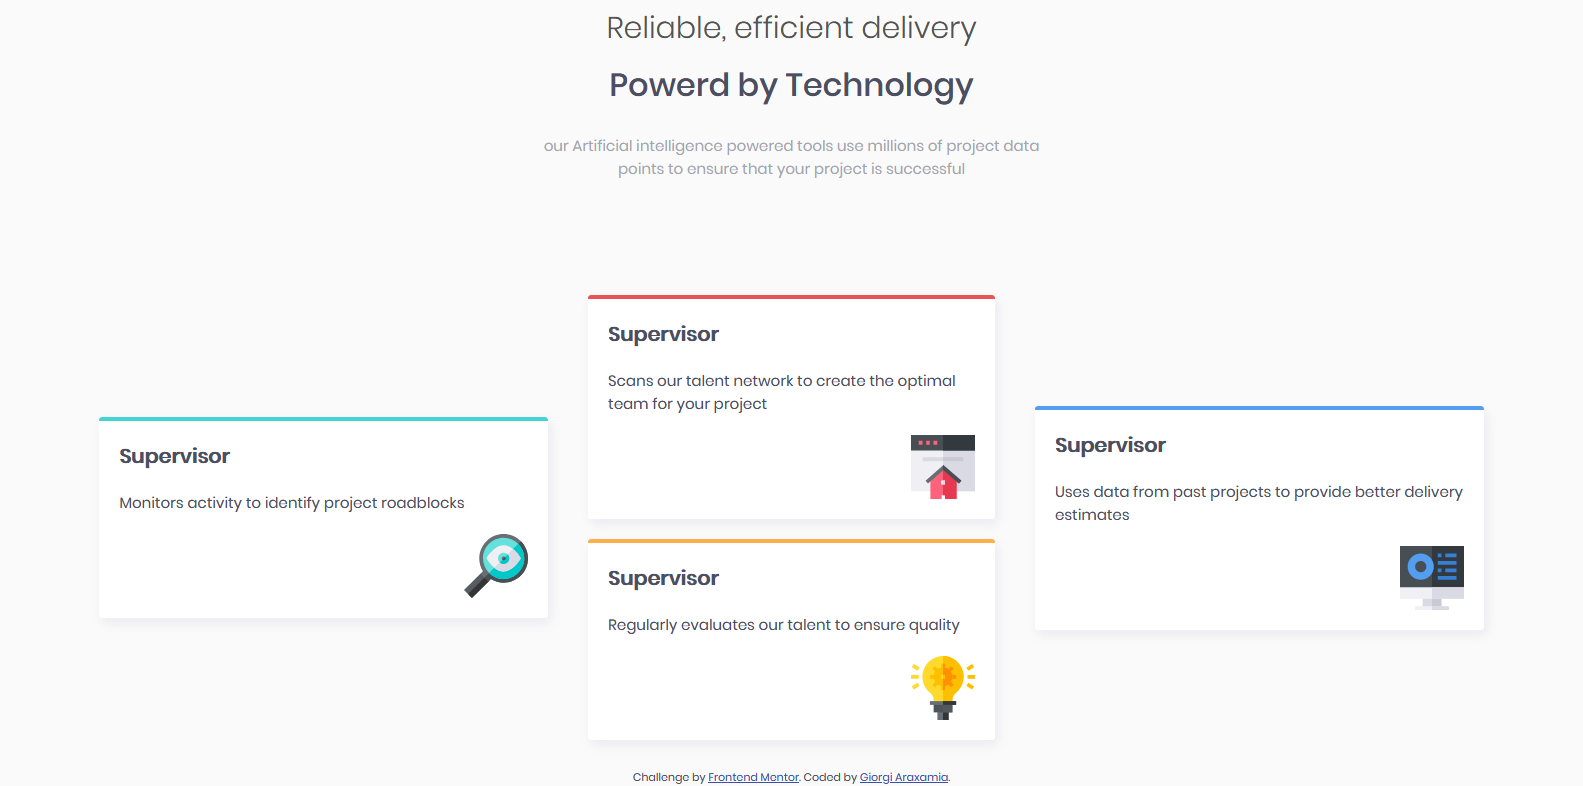 Reliable, efficient delivery
Powerd by Technology
our Artificial intelligence powered tools use millions of project data
points to ensure that your project is successful
Supervisor
Monitors activity to identify project roadblocks
Supervisor
Scans our talent network to create the optimal
team for your project
Supervisor
Regularly evaluates our talent to ensure quality
Supervisor
Uses data from past projects to provide better delivery
estimates
Challenge by Frontend Mentor. Coded by Giorgi Araxamia.